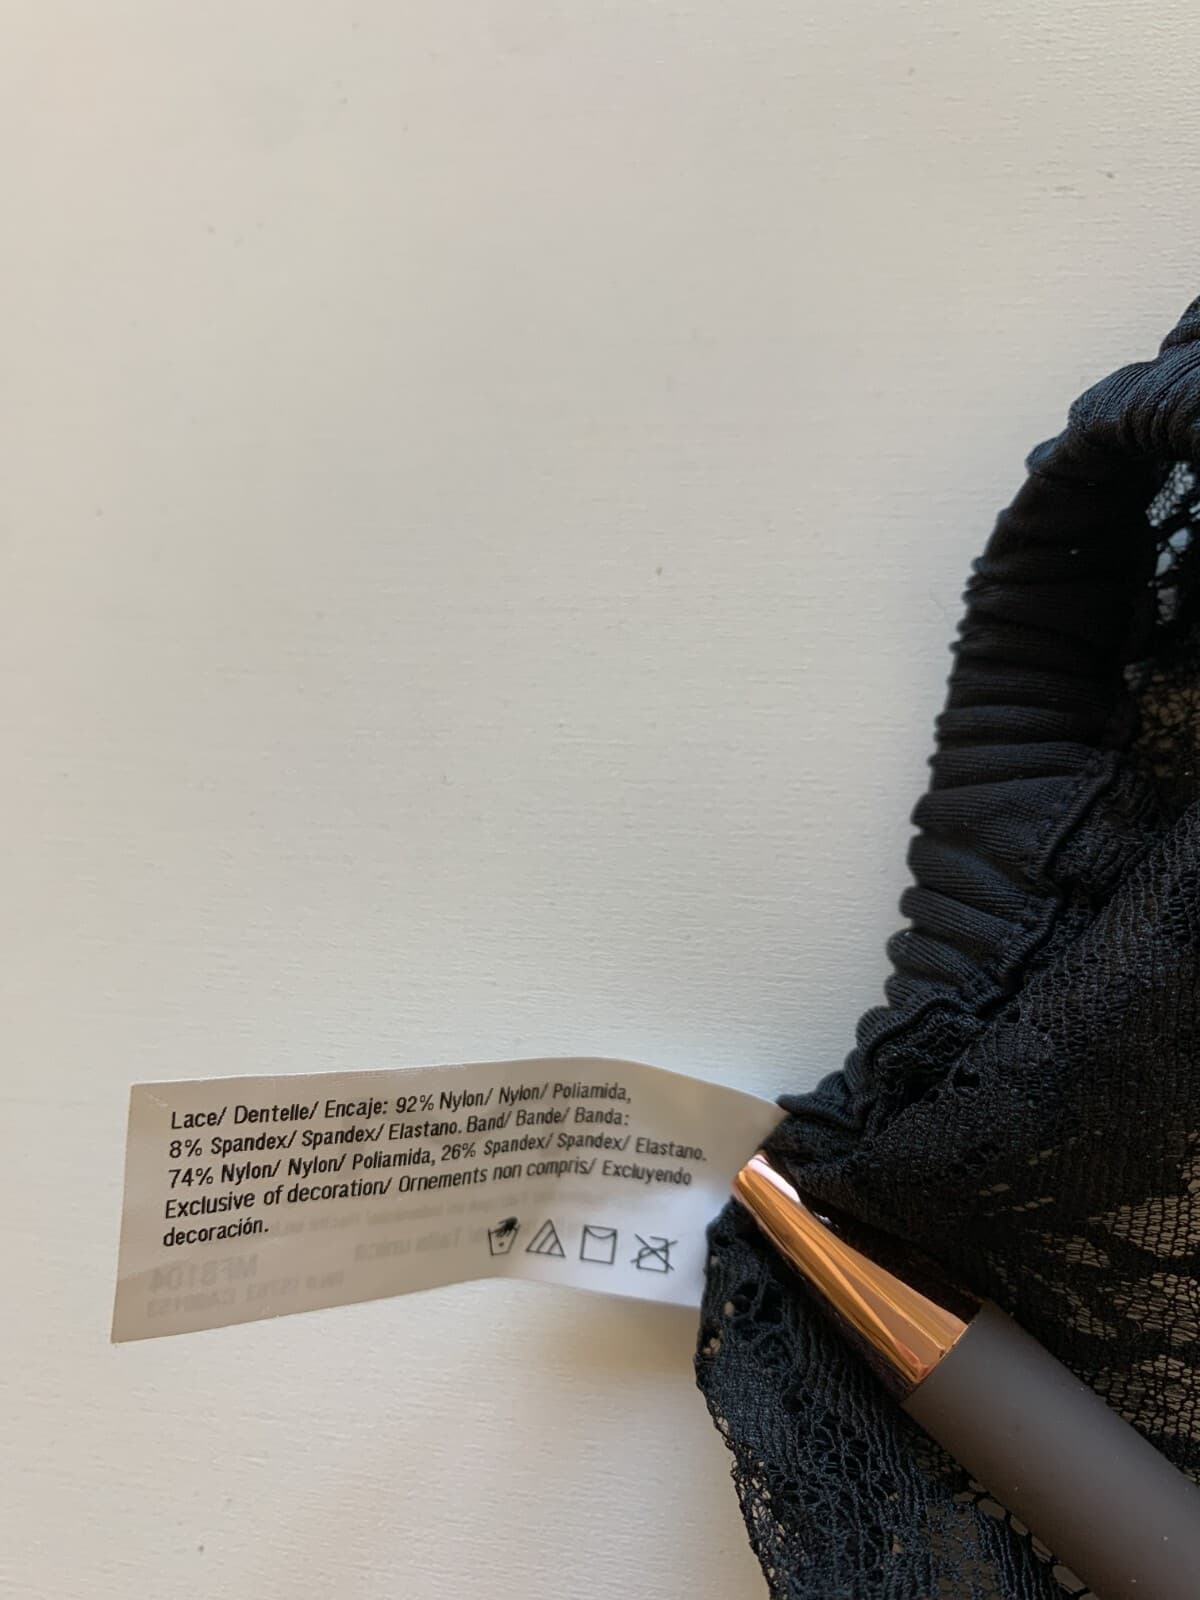 Lace/ Dentelle/ Encaje: 92% Nylon/ Nylon/ Poliamida,
8% Spandex/ Spandex/ Elastano. Band/ Bande/ Banda:
74% Nylon/ Nylon/ Poliamida, 26% Spandex/ Spandex/ Elastano.
Exclusive of decoration/ Ornements non compris/ Excluyendo
decoración.